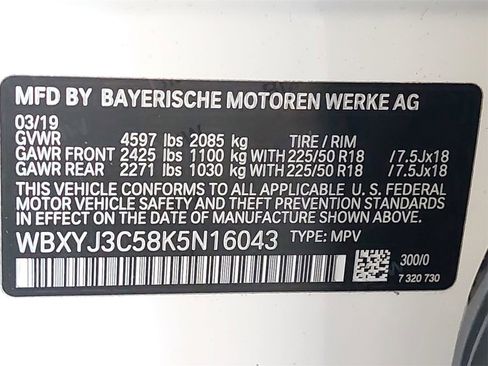 MFD BY BAYERISCHE MOTOREN WERKE AG
03/19
GVWR 4597 lbs 2085 kg TIRE / RIM
GAWR FRONT 2425 lbs 1100 kg WITH 225/50 R18 /7.5Jx18
GAWR REAR 2271 lbs 1030 kg WITH 225/50 R18 /7.5Jx18
THIS VEHICLE CONFORMS TO ALL APPLICABLE U. S. FEDERAL
MOTOR VEHICLE SAFETY AND THEFT PREVENTION STANDARDS
IN EFFECT ON THE DATE OF MANUFACTURE SHOWN ABOVE.
WBXYJ3C58K5N16043 TYPE: MPV
300/0
7 320 730